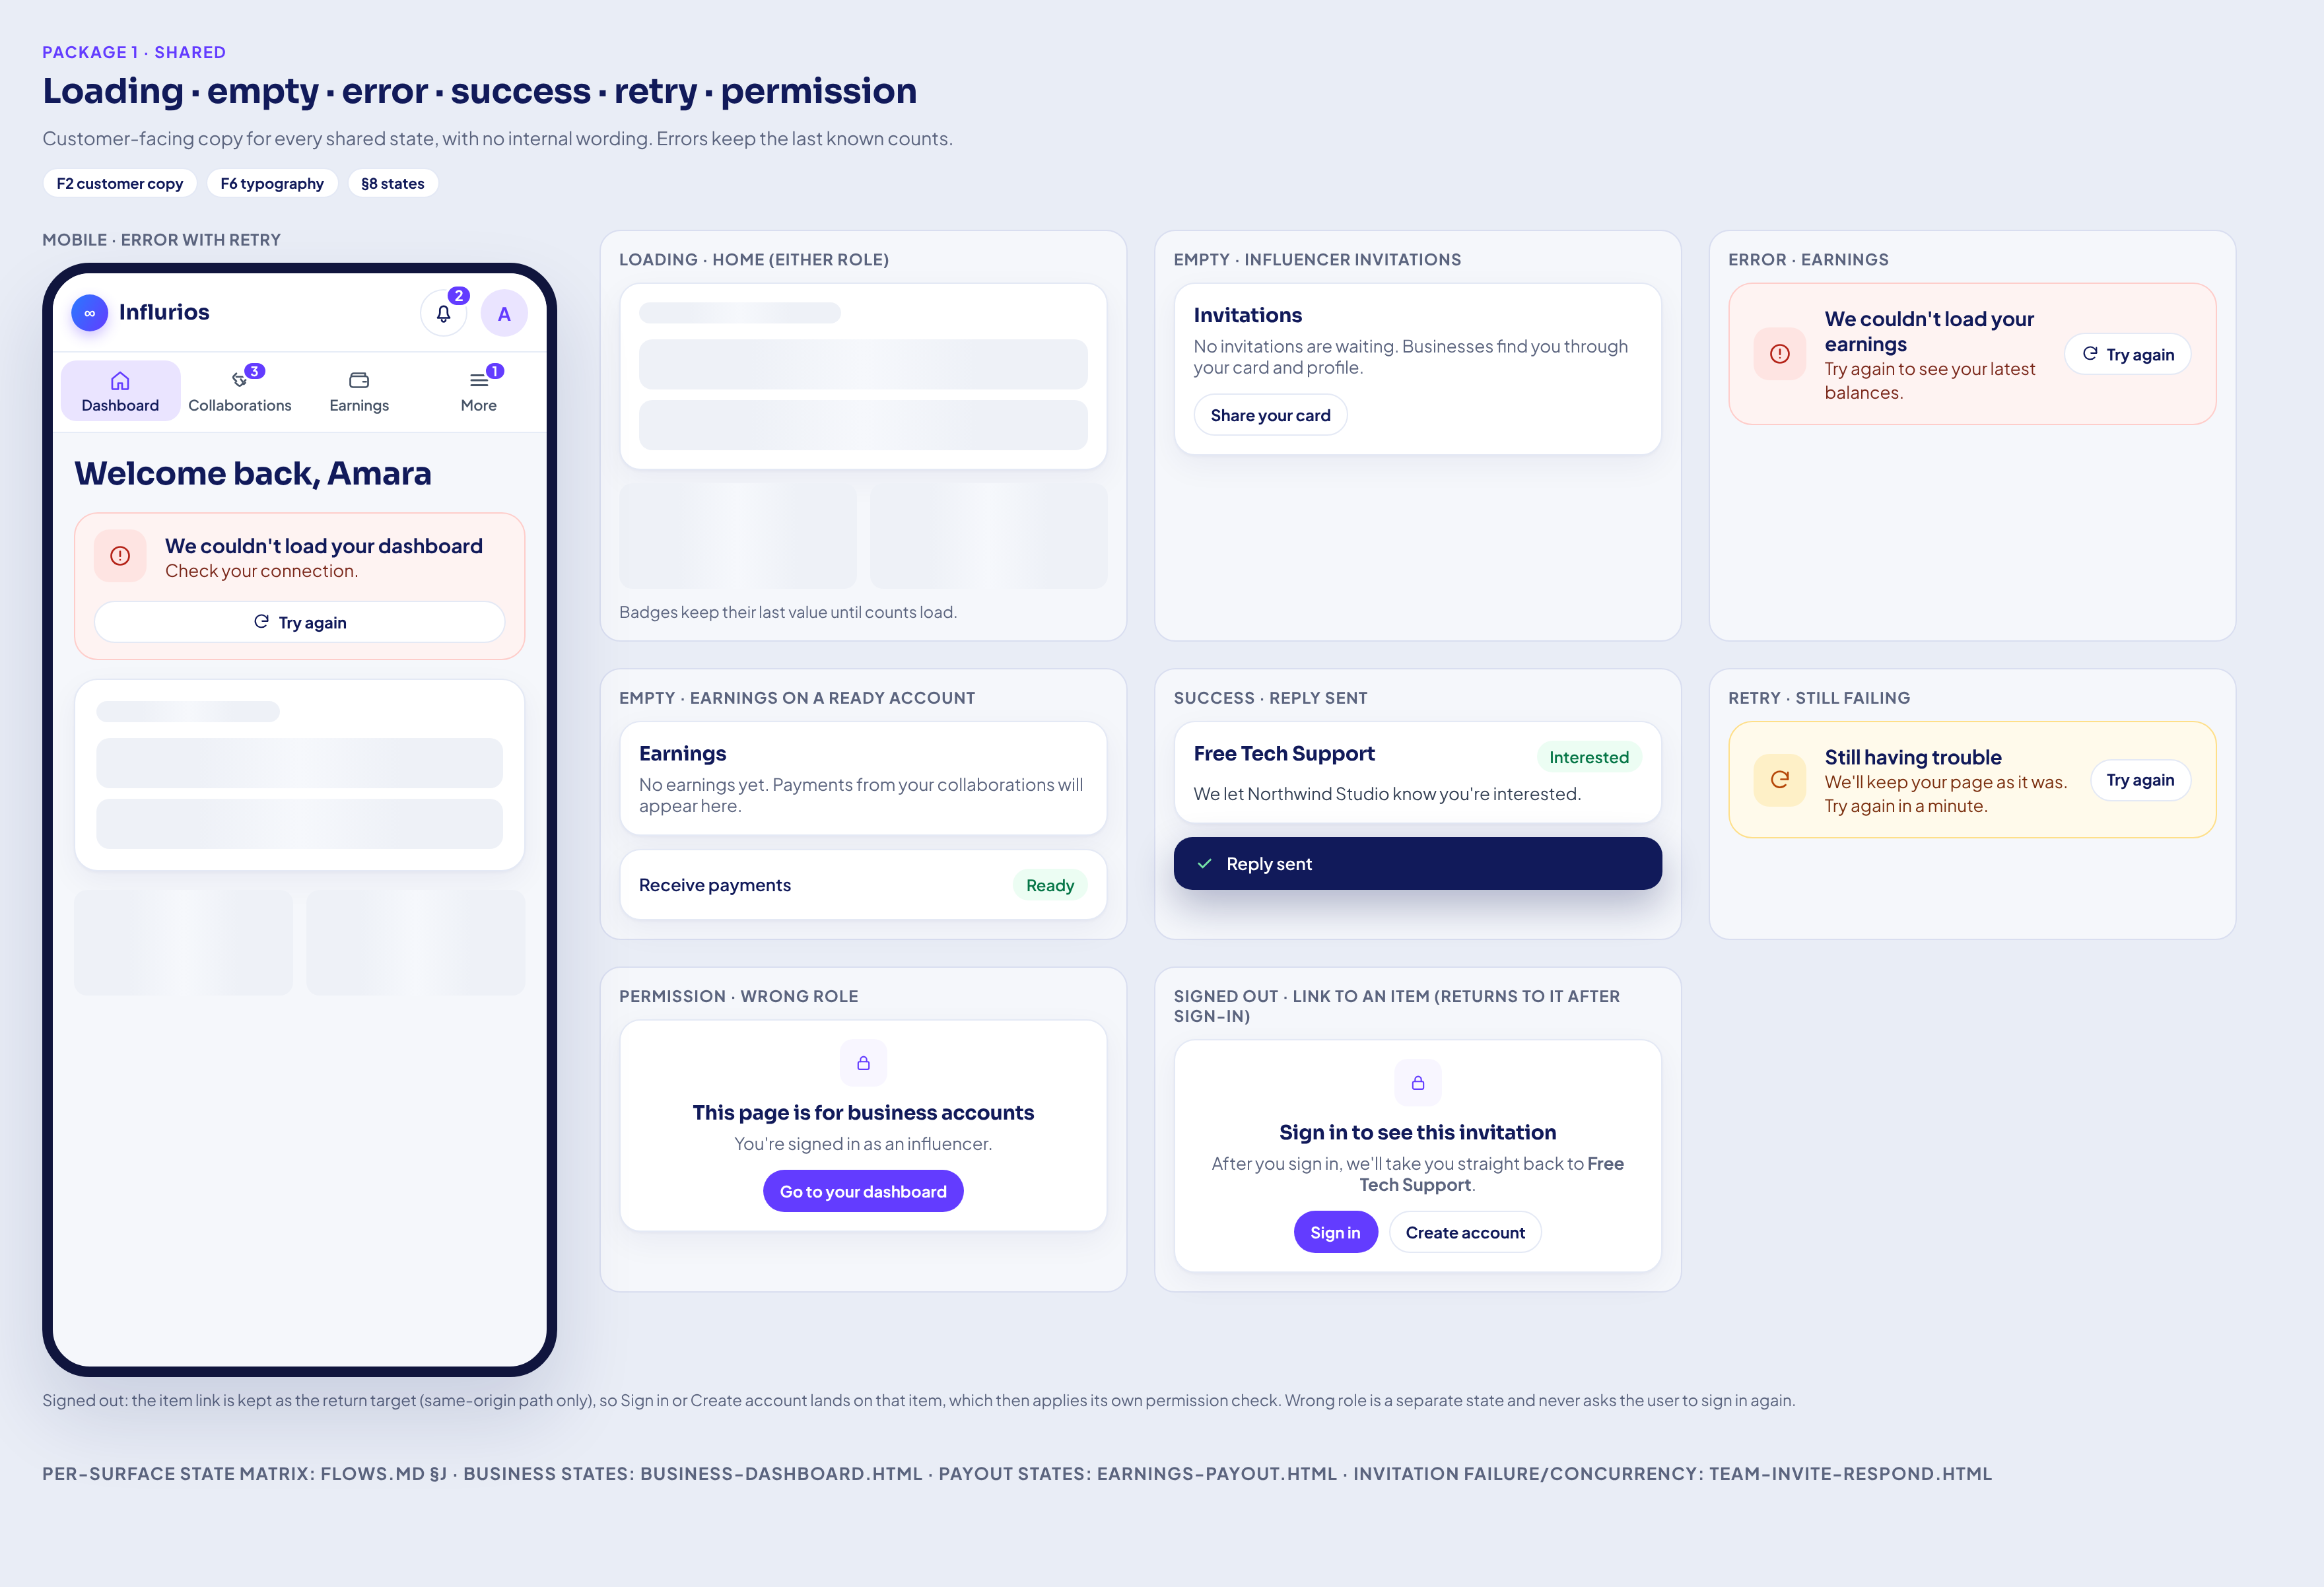 PACKAGE 1 · SHARED
Loading · empty · error · success · retry · permission
Customer-facing copy for every shared state, with no internal wording. Errors keep the last known counts.
F2 customer copy
F6 typography
§8 states
MOBILE · ERROR WITH RETRY
∞
Influrios
2
A
Dashboard
3
Collaborations
Earnings
1
More
Welcome back, Amara
We couldn't load your dashboard
Check your connection.
Try again
LOADING · HOME (EITHER ROLE)
Badges keep their last value until counts load.
EMPTY · INFLUENCER INVITATIONS
Invitations
No invitations are waiting. Businesses find you through
your card and profile.
Share your card
ERROR · EARNINGS
We couldn't load your
earnings
Try again to see your latest
balances.
Try again
EMPTY · EARNINGS ON A READY ACCOUNT
Earnings
No earnings yet. Payments from your collaborations will
appear here.
Receive payments
Ready
SUCCESS · REPLY SENT
Free Tech Support
Interested
We let Northwind Studio know you're interested.
Reply sent
RETRY · STILL FAILING
Still having trouble
We'll keep your page as it was.
Try again in a minute.
Try again
PERMISSION · WRONG ROLE
This page is for business accounts
You're signed in as an influencer.
Go to your dashboard
SIGNED OUT · LINK TO AN ITEM (RETURNS TO IT AFTER
SIGN-IN)
Sign in to see this invitation
After you sign in, we'll take you straight back to Free
Tech Support.
Sign in
Create account
Signed out: the item link is kept as the return target (same-origin path only), so Sign in or Create account lands on that item, which then applies its own permission check. Wrong role is a separate state and never asks the user to sign in again.
PER-SURFACE STATE MATRIX: FLOWS.MD §J · BUSINESS STATES: BUSINESS-DASHBOARD.HTML · PAYOUT STATES: EARNINGS-PAYOUT.HTML · INVITATION FAILURE/CONCURRENCY: TEAM-INVITE-RESPOND.HTML